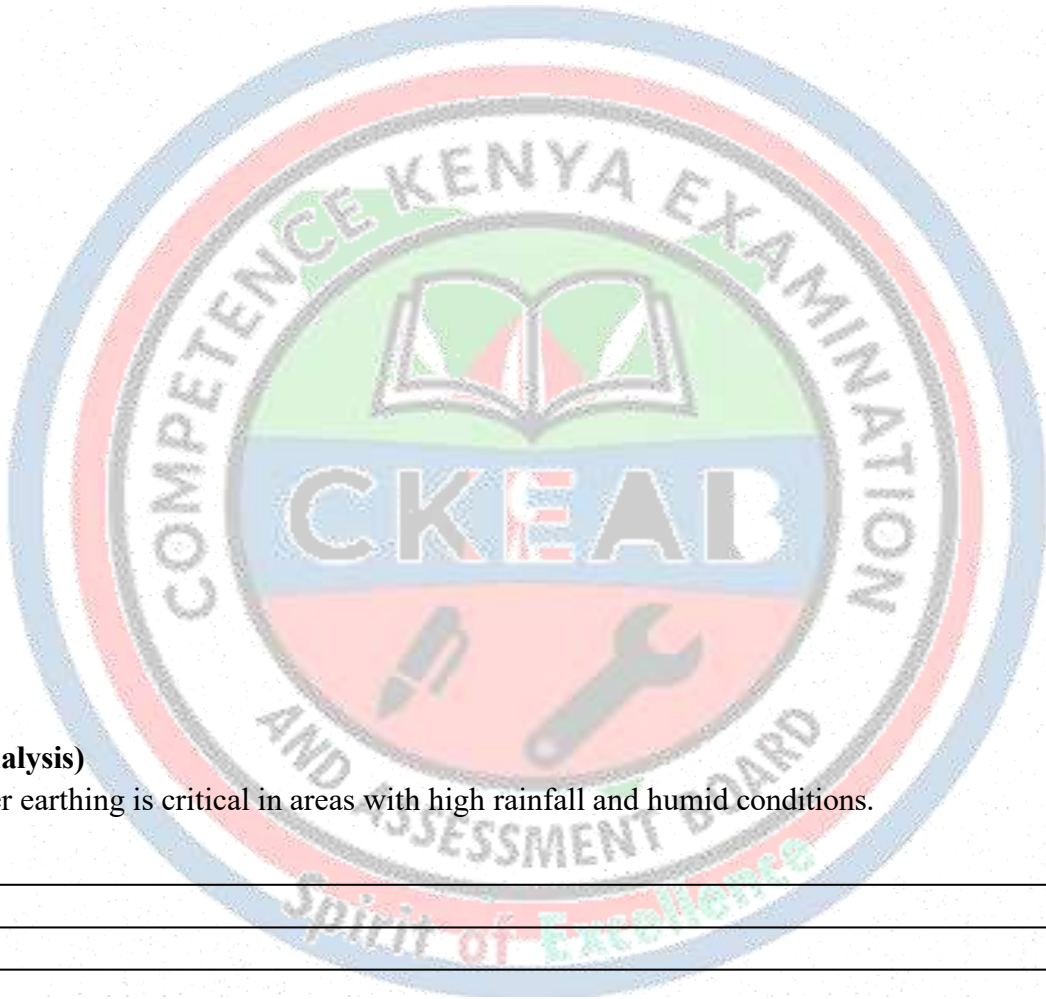 COMPETENCE KENYA EXAMINATION
CKEAB
AND ASSESSMENT BOARD
Spirit of Excellence
alysis)
er earthing is critical in areas with high rainfall and humid conditions.